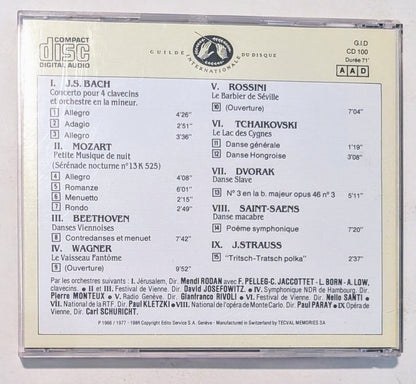 COMPACT
disc
DIGITAL AUDIO
GUILDE INTERNATIONALE DU DISQUE
G.I.D
CD 100
Durée 71'
AAD
I. J.S. BACH
Concerto pour 4 clavecins
et orchestre en la mineur.
1 Allegro 4'26"
2 Adagio 2'51"
3 Allegro 3'36"
II. MOZART
Petite Musique de nuit
(Sérénade nocturne n° 13 K 525)
4 Allegro 4'08"
5 Romanze 6'01"
6 Menuetto 2'15"
7 Rondo 2'49"
III. BEETHOVEN
Danses Viennoises
8 Contredanses et menuet 7'42"
IV. WAGNER
Le Vaisseau Fantôme
9 (Ouverture) 9'52"
V. ROSSINI
Le Barbier de Séville
10 (Ouverture) 7'04"
VI. TCHAIKOVSKI
Le Lac des Cygnes
11 Danse générale 1'19"
12 Danse Hongroise 3'08"
VII. DVORAK
Danse Slave
13 N° 3 en la b. majeur opus 46 n° 3 5'11"
VIII. SAINT-SAENS
Danse macabre
14 Poème symphonique 7'20"
IX. J.STRAUSS
15 "Tritsch-Tratsch polka" 2'37"
Par les orchestres suivants : I. Jérusalem, Dir. Mendi RODAN avec F. PELLEG - C. JACCOTTET - L. BORN - A. LOW,
clavecins. • II et III. Festival de Vienne. Dir. David JOSEFOWITZ. • IV. Symphonique NDR de Hambourg. Dir.
Pierre MONTEUX • V. Radio Genève. Dir. Gianfranco RIVOLI • VI. Festival de Vienne. Dir. Nello SANTI •
VII. National de la RTF. Dir. Paul KLETZKI • VIII. National de l'opéra de Monte Carlo. Dir. Paul PARAY • IX Opéra de
Vienne, Dir. Carl SCHURICHT.
P 1966 / 1977 - 1986 Copyright Edito Service S.A. Genève - Manufactured in Switzerland by TECVAL MEMORIES SA